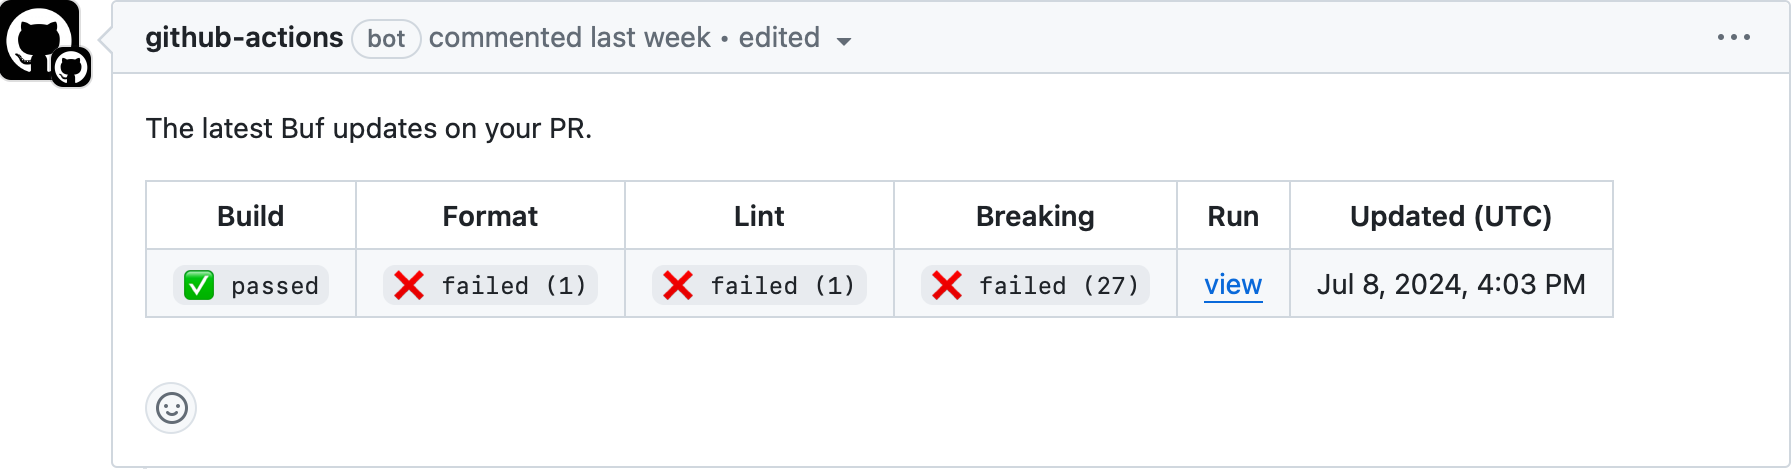 github-actions bot commented last week • edited
The latest Buf updates on your PR.
Build Format Lint Breaking Run Updated (UTC)
✅ passed ❌ failed (1) ❌ failed (1) ❌ failed (27) view Jul 8, 2024, 4:03 PM